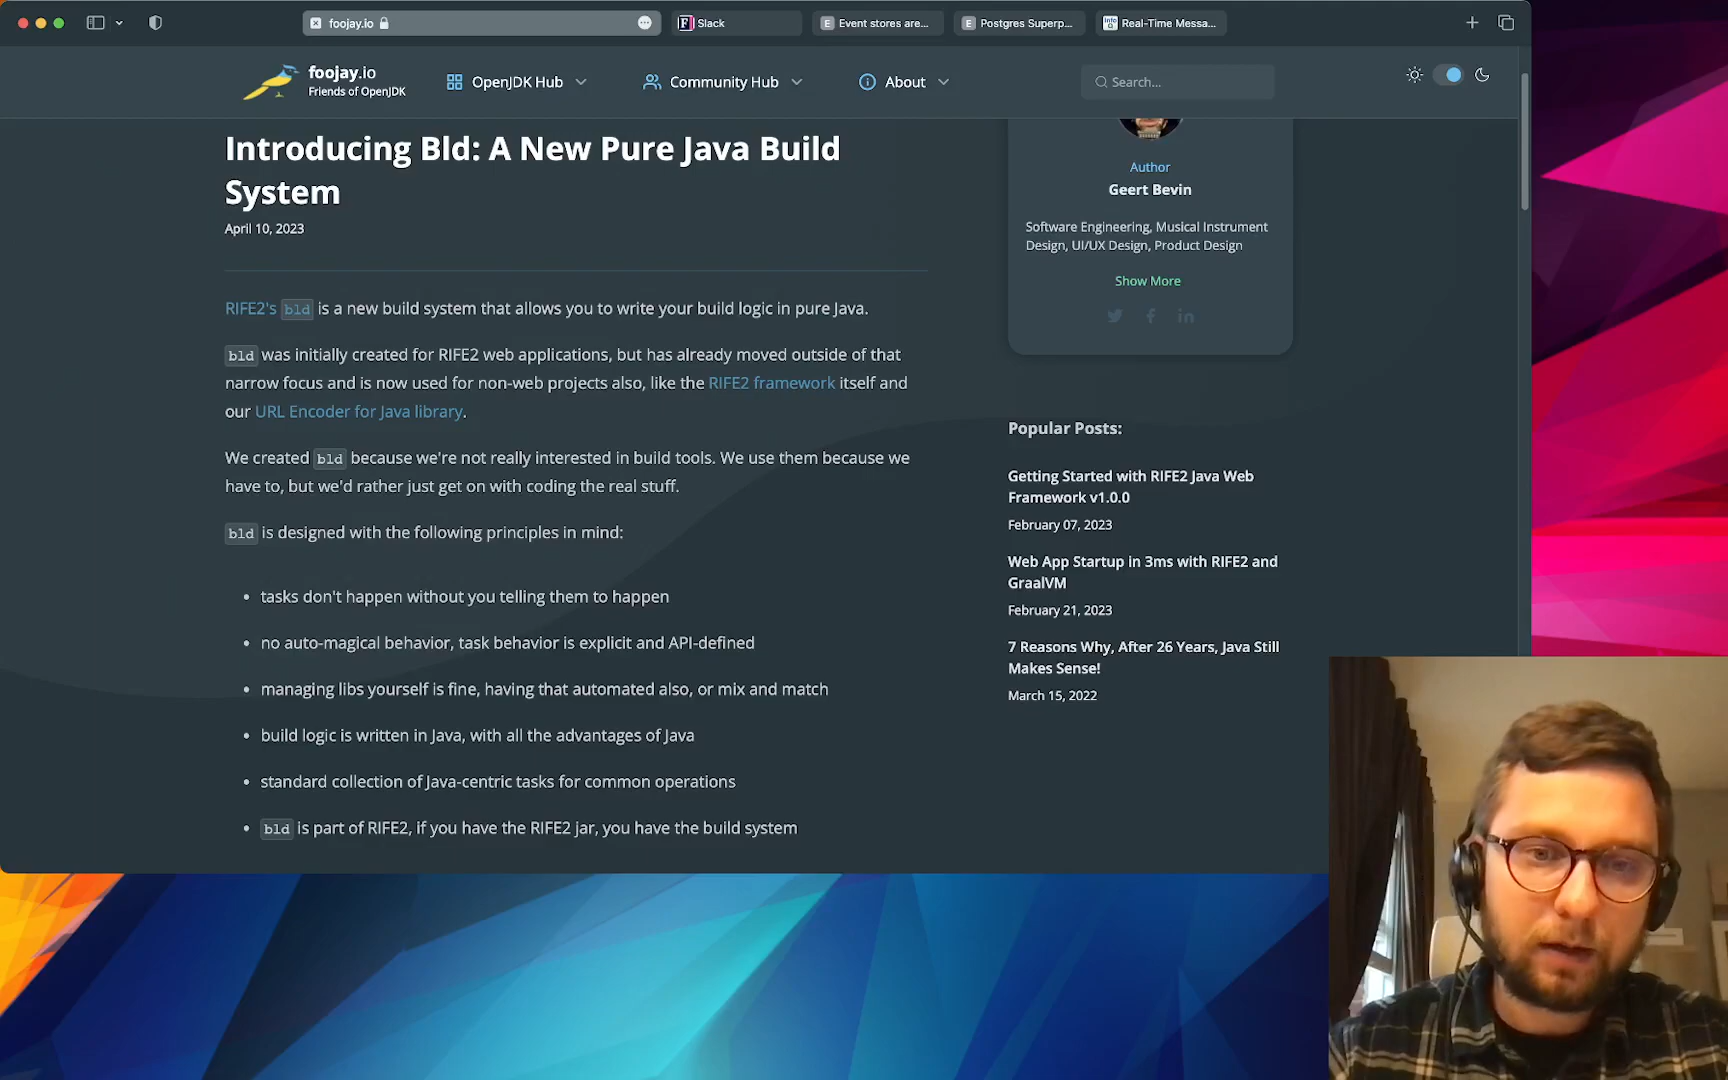 foojay.io
Slack
E Event stores are...
E Postgres Superp...
Real-Time Messa...
foojay.io
Friends of OpenJDK
OpenJDK Hub
Community Hub
About
Search...
Introducing Bld: A New Pure Java Build
System
April 10, 2023
RIFE2's bld is a new build system that allows you to write your build logic in pure Java.
bld was initially created for RIFE2 web applications, but has already moved outside of that
narrow focus and is now used for non-web projects also, like the RIFE2 framework itself and
our URL Encoder for Java library.
We created bld because we're not really interested in build tools. We use them because we
have to, but we'd rather just get on with coding the real stuff.
bld is designed with the following principles in mind:
• tasks don't happen without you telling them to happen
• no auto-magical behavior, task behavior is explicit and API-defined
• managing libs yourself is fine, having that automated also, or mix and match
• build logic is written in Java, with all the advantages of Java
• standard collection of Java-centric tasks for common operations
• bld is part of RIFE2, if you have the RIFE2 jar, you have the build system
Author
Geert Bevin
Software Engineering, Musical Instrument
Design, UI/UX Design, Product Design
Show More
Popular Posts:
Getting Started with RIFE2 Java Web
Framework v1.0.0
February 07, 2023
Web App Startup in 3ms with RIFE2 and
GraalVM
February 21, 2023
7 Reasons Why, After 26 Years, Java Still
Makes Sense!
March 15, 2022